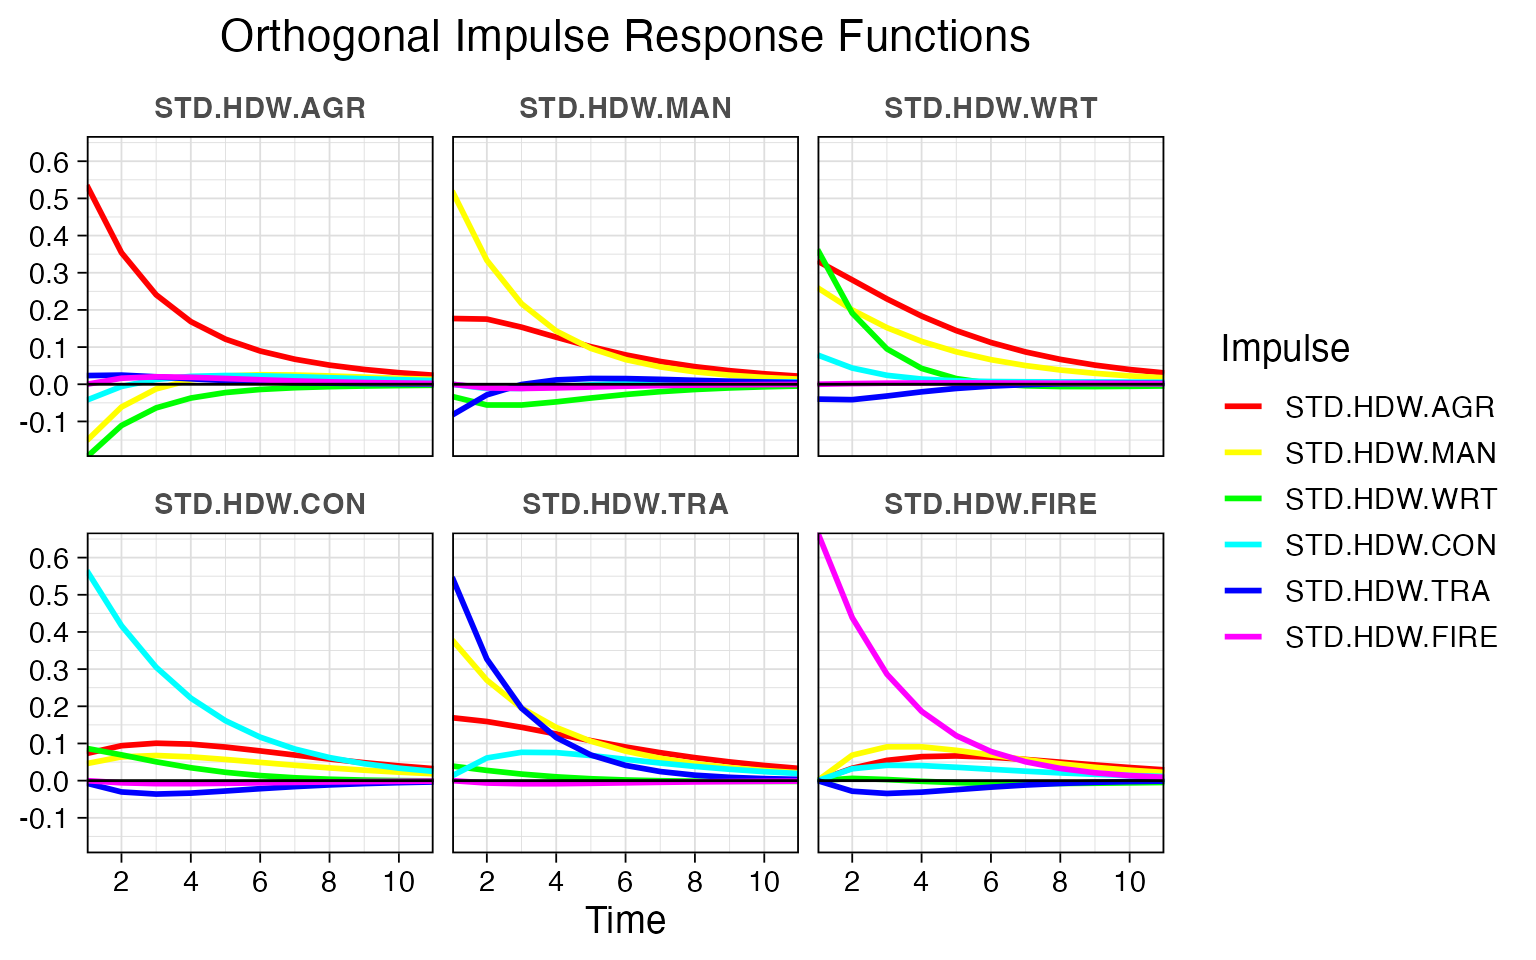 Orthogonal Impulse Response Functions
STD.HDW.AGR STD.HDW.MAN STD.HDW.WRT
0.6
0.5
0.4
0.3
0.2
0.1
0.0
-0.1
STD.HDW.CON STD.HDW.TRA STD.HDW.FIRE
0.6
0.5
0.4
0.3
0.2
0.1
0.0
-0.1
2 4 6 8 10 2 4 6 8 10 2 4 6 8 10
Time
Impulse
STD.HDW.AGR
STD.HDW.MAN
STD.HDW.WRT
STD.HDW.CON
STD.HDW.TRA
STD.HDW.FIRE